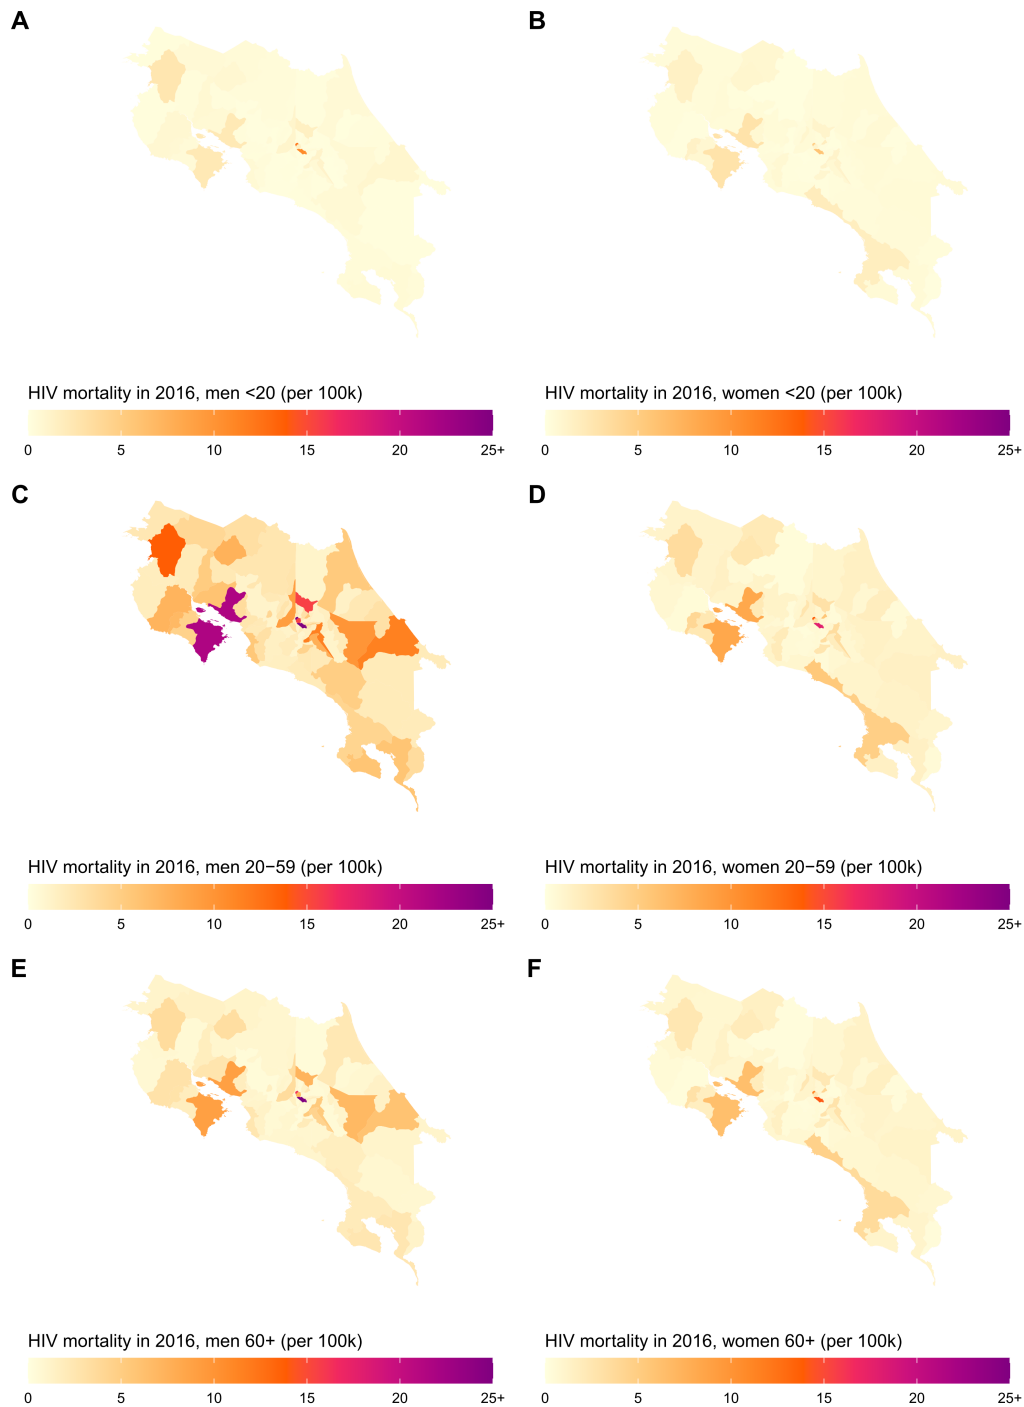 A
B
HIV mortality in 2016, men <20 (per 100k)
HIV mortality in 2016, women <20 (per 100k)
0 5 10 15 20 25+
0 5 10 15 20 25+
C
D
HIV mortality in 2016, men 20−59 (per 100k)
HIV mortality in 2016, women 20−59 (per 100k)
0 5 10 15 20 25+
0 5 10 15 20 25+
E
F
HIV mortality in 2016, men 60+ (per 100k)
HIV mortality in 2016, women 60+ (per 100k)
0 5 10 15 20 25+
0 5 10 15 20 25+